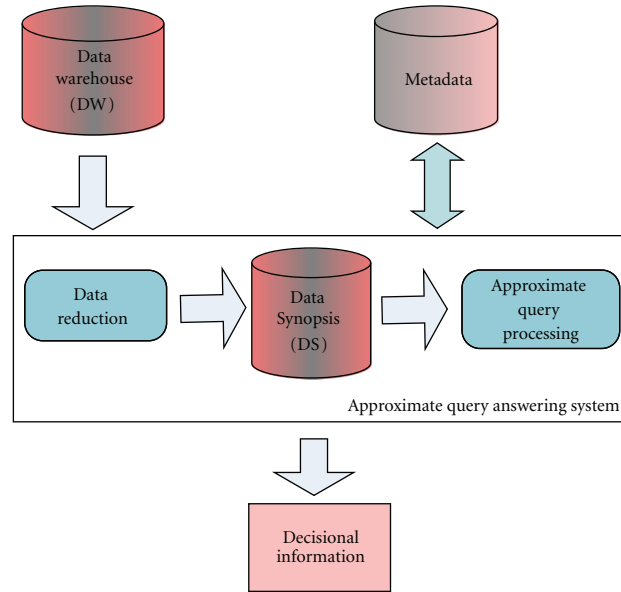 Data
warehouse
(DW)
Metadata
Data
reduction
Data
Synopsis
(DS)
Approximate
query
processing
Approximate query answering system
Decisional
information